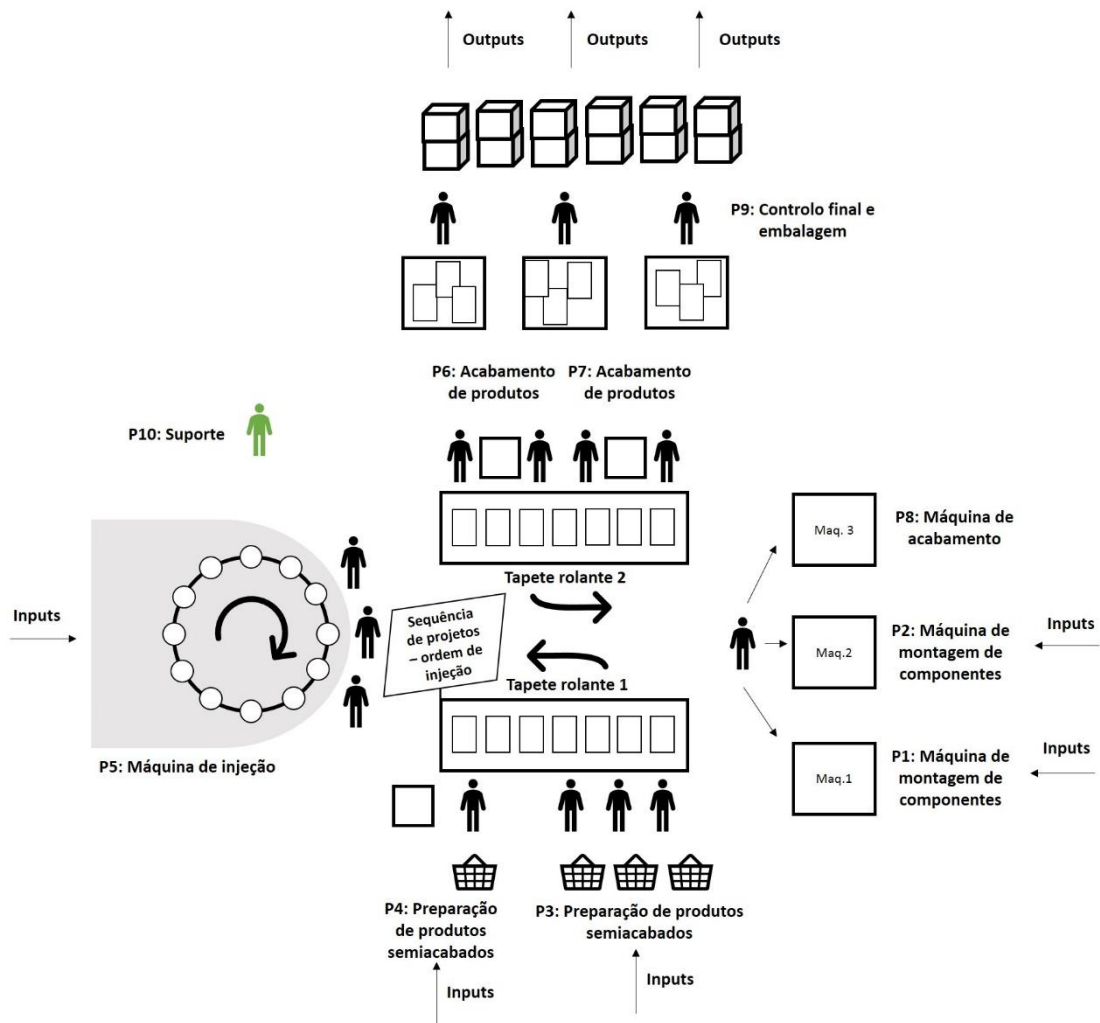 Outputs
Outputs
Outputs
P9: Controlo final e
embalagem
P6: Acabamento
de produtos
P7: Acabamento
de produtos
P10: Suporte
Maq. 3
P8: Máquina de
acabamento
Tapete rolante 2
Inputs
Sequência
de projetos
– ordem de
injeção
Maq.2
P2: Máquina de
montagem de
componentes
Inputs
Tapete rolante 1
P5: Máquina de injeção
Maq.1
P1: Máquina de
montagem de
componentes
Inputs
P4: Preparação
de produtos
semiacabados
P3: Preparação de produtos
semiacabados
Inputs
Inputs